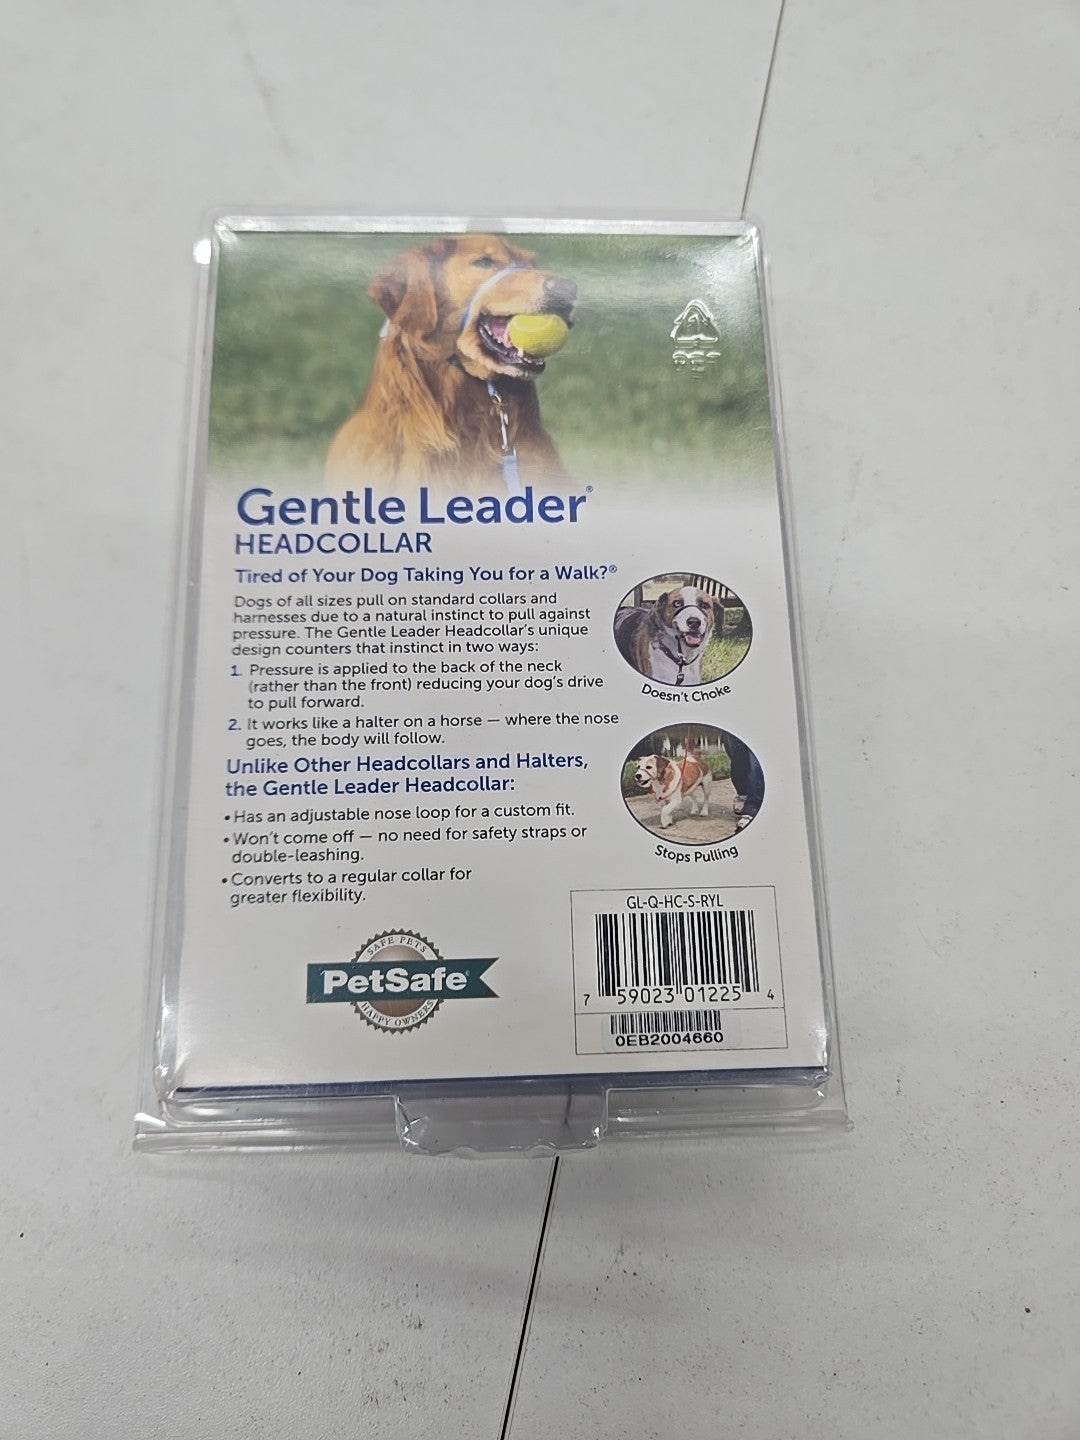 PET
Gentle Leader®
HEADCOLLAR
Tired of Your Dog Taking You for a Walk?®
Dogs of all sizes pull on standard collars and
harnesses due to a natural instinct to pull against
pressure. The Gentle Leader Headcollar's unique
design counters that instinct in two ways:
1. Pressure is applied to the back of the neck
(rather than the front) reducing your dog's drive
to pull forward.
2. It works like a halter on a horse — where the nose
goes, the body will follow.
Doesn't Choke
Unlike Other Headcollars and Halters,
the Gentle Leader Headcollar:
• Has an adjustable nose loop for a custom fit.
• Won't come off — no need for safety straps or
double-leashing.
• Converts to a regular collar for
greater flexibility.
Stops Pulling
SAFE PETS
PetSafe®
HAPPY OWNERS
GL-Q-HC-S-RYL
7 59023 01225 4
0EB2004660